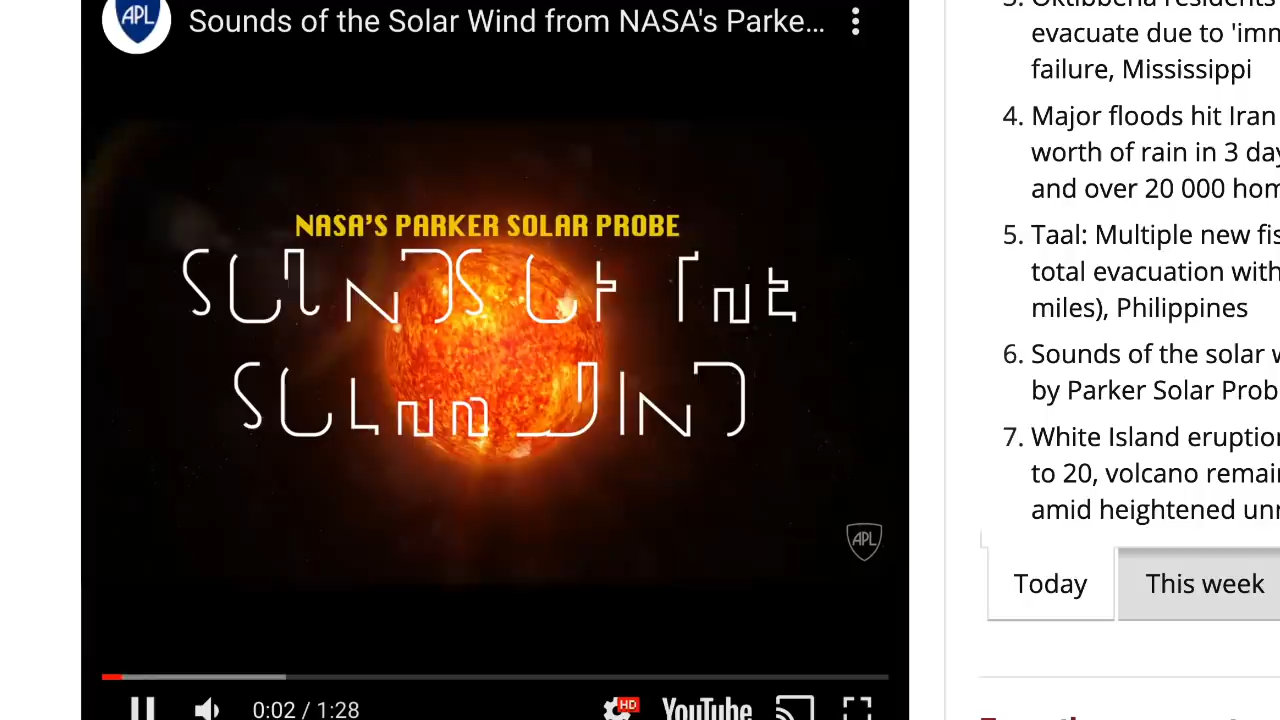 APL
Sounds of the Solar Wind from NASA's Parke...
NASA'S PARKER SOLAR PROBE
SOUNDS OF THE
SOLAR WIND
APL
0:02 / 1:28
HD
YouTube
evacuate due to 'imm
failure, Mississippi
4. Major floods hit Iran
worth of rain in 3 day
and over 20 000 hom
5. Taal: Multiple new fis
total evacuation with
miles), Philippines
6. Sounds of the solar w
by Parker Solar Prob
7. White Island eruption
to 20, volcano remai
amid heightened unr
Today
This week